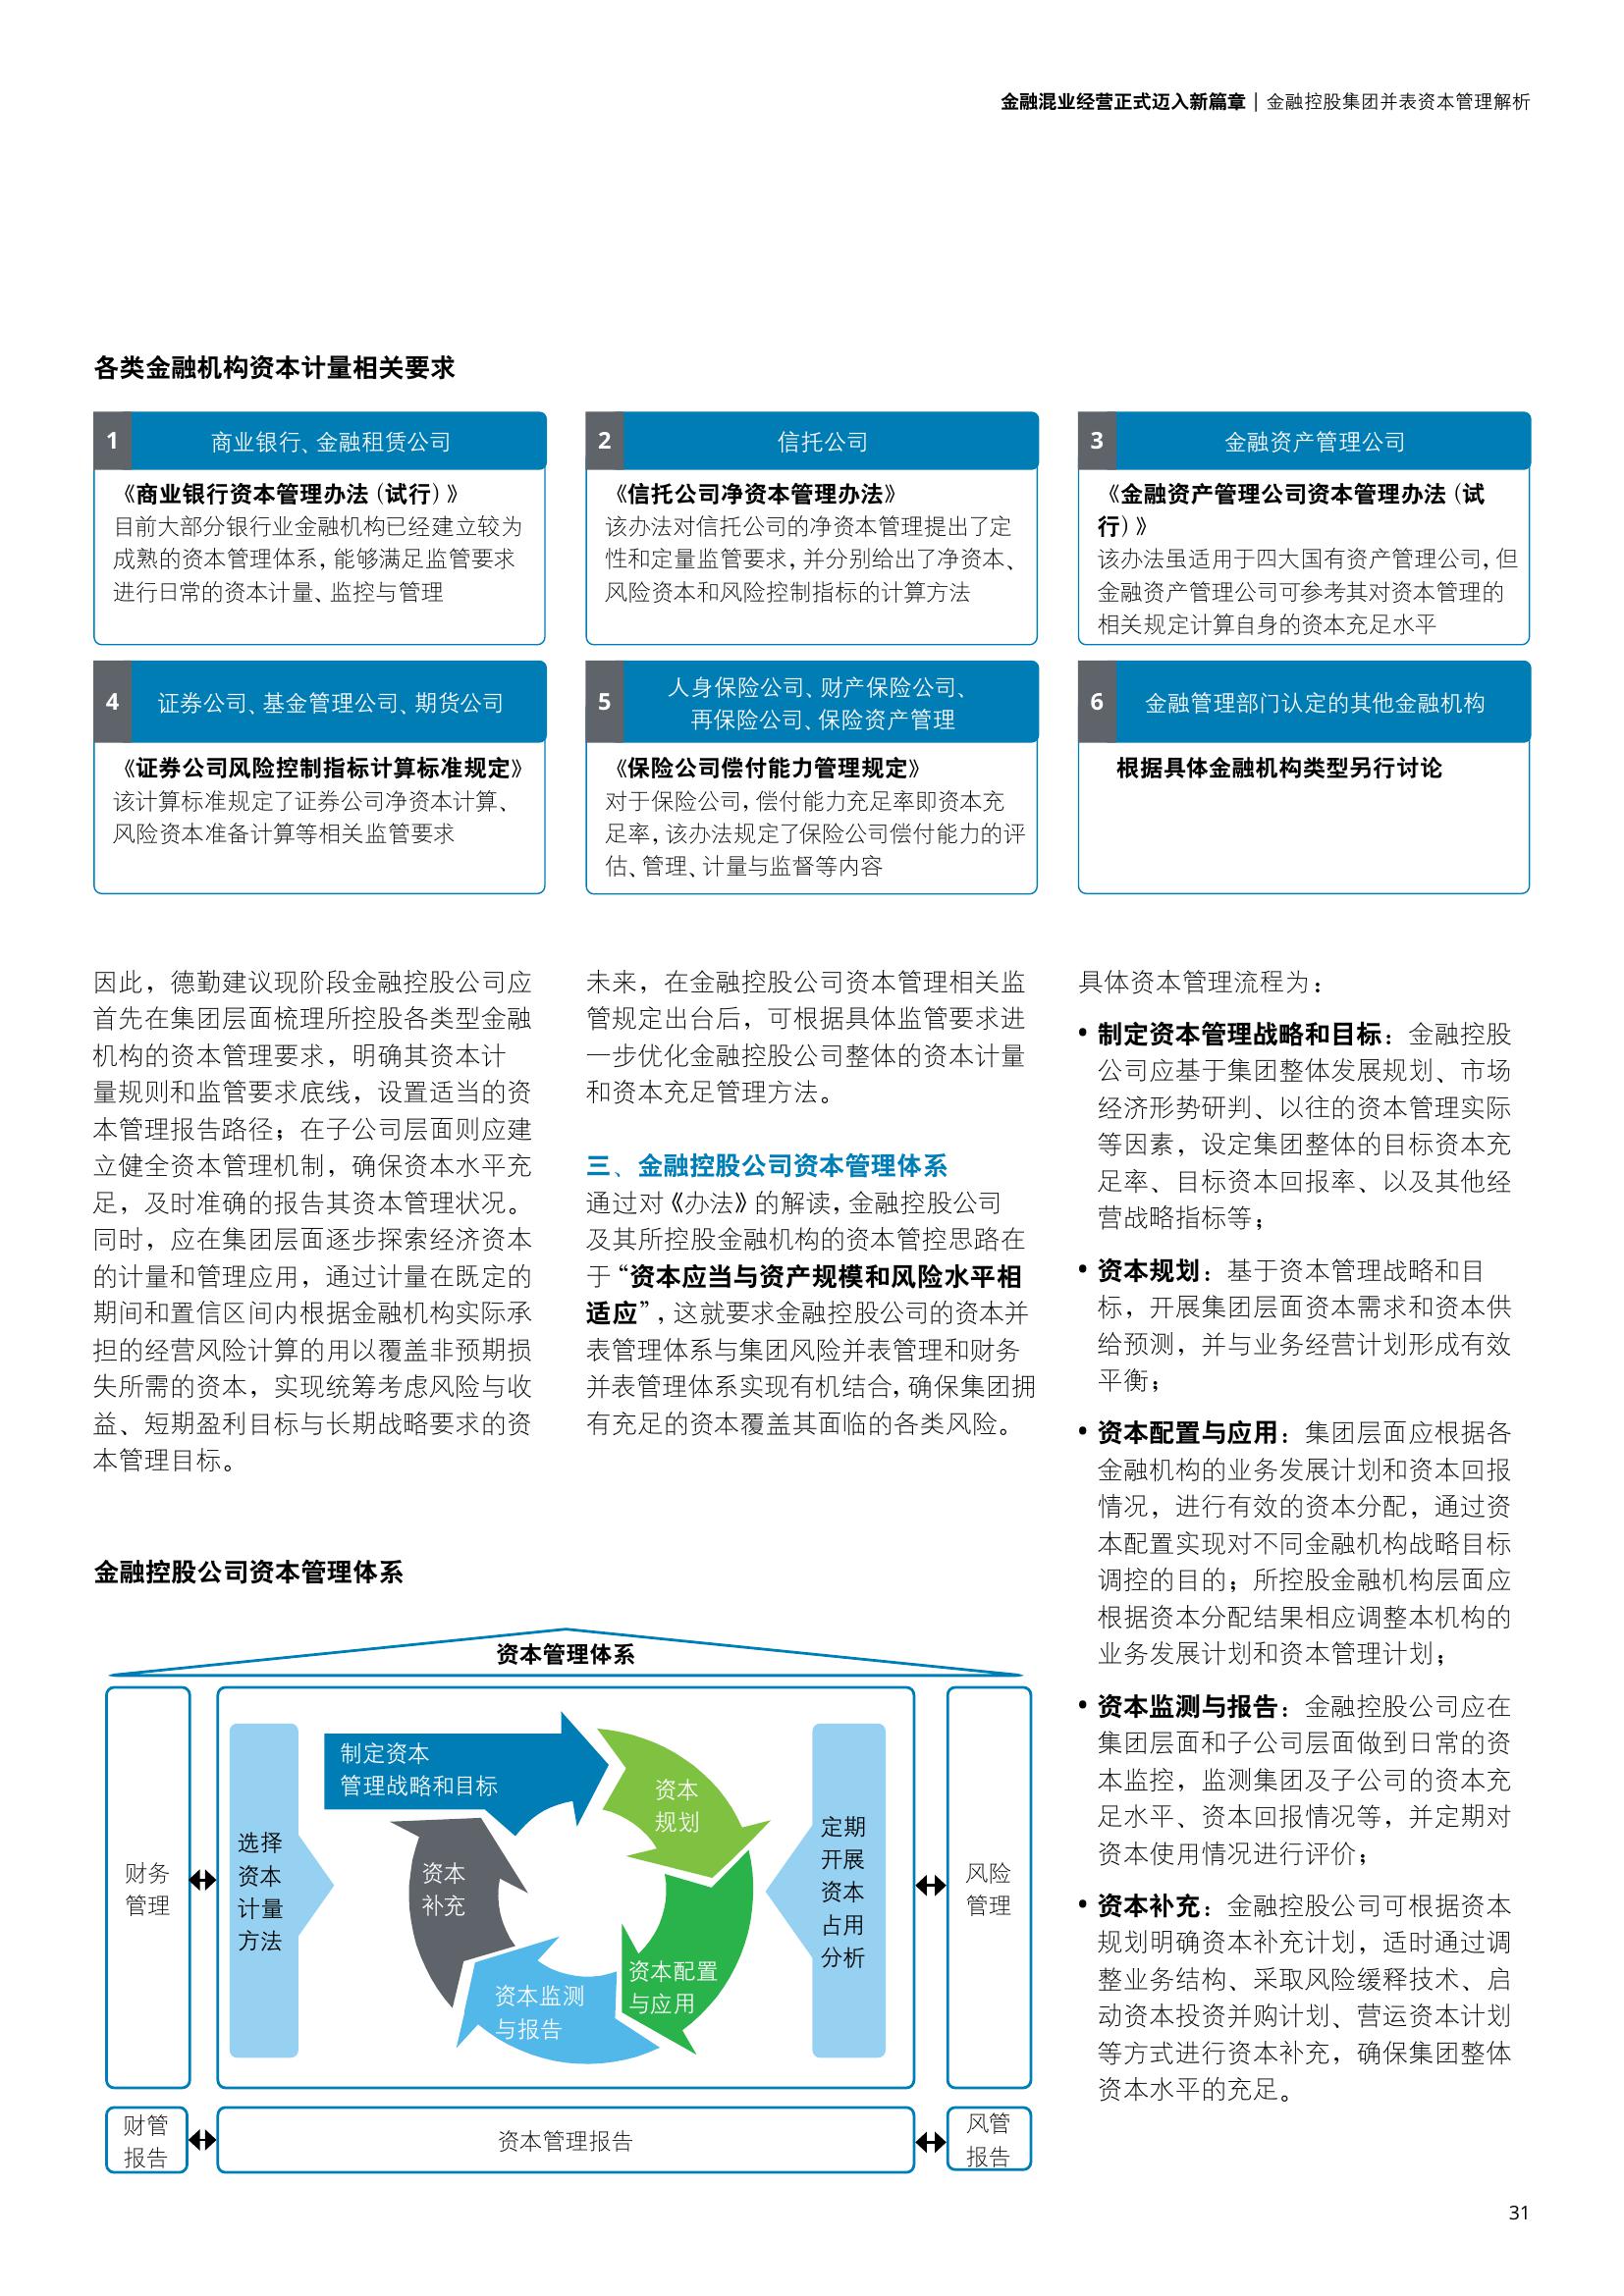 金融混业经营正式迈入新篇章 | 金融控股集团并表资本管理解析
各类金融机构资本计量相关要求
1
商业银行、金融租赁公司
《商业银行资本管理办法（试行）》
目前大部分银行业金融机构已经建立较为
成熟的资本管理体系，能够满足监管要求
进行日常的资本计量、监控与管理
2
信托公司
《信托公司净资本管理办法》
该办法对信托公司的净资本管理提出了定
性和定量监管要求，并分别给出了净资本、
风险资本和风险控制指标的计算方法
3
金融资产管理公司
《金融资产管理公司资本管理办法（试
行）》
该办法虽适用于四大国有资产管理公司，但
金融资产管理公司可参考其对资本管理的
相关规定计算自身的资本充足水平
4
证券公司、基金管理公司、期货公司
《证券公司风险控制指标计算标准规定》
该计算标准规定了证券公司净资本计算、
风险资本准备计算等相关监管要求
5
人身保险公司、财产保险公司、
再保险公司、保险资产管理
《保险公司偿付能力管理规定》
对于保险公司，偿付能力充足率即资本充
足率，该办法规定了保险公司偿付能力的评
估、管理、计量与监督等内容
6
金融管理部门认定的其他金融机构
根据具体金融机构类型另行讨论
因此，德勤建议现阶段金融控股公司应
首先在集团层面梳理所控股各类型金融
机构的资本管理要求，明确其资本计
量规则和监管要求底线，设置适当的资
本管理报告路径；在子公司层面则应建
立健全资本管理机制，确保资本水平充
足，及时准确的报告其资本管理状况。
同时，应在集团层面逐步探索经济资本
的计量和管理应用，通过计量在既定的
期间和置信区间内根据金融机构实际承
担的经营风险计算的用以覆盖非预期损
失所需的资本，实现统筹考虑风险与收
益、短期盈利目标与长期战略要求的资
本管理目标。
未来，在金融控股公司资本管理相关监
管规定出台后，可根据具体监管要求进
一步优化金融控股公司整体的资本计量
和资本充足管理方法。
三、金融控股公司资本管理体系
通过对《办法》的解读，金融控股公司
及其所控股金融机构的资本管控思路在
于“资本应当与资产规模和风险水平相
适应”，这就要求金融控股公司的资本并
表管理体系与集团风险并表管理和财务
并表管理体系实现有机结合，确保集团拥
有充足的资本覆盖其面临的各类风险。
具体资本管理流程为：
• 制定资本管理战略和目标：金融控股
公司应基于集团整体发展规划、市场
经济形势研判、以往的资本管理实际
等因素，设定集团整体的目标资本充
足率、目标资本回报率、以及其他经
营战略指标等；
• 资本规划：基于资本管理战略和目
标，开展集团层面资本需求和资本供
给预测，并与业务经营计划形成有效
平衡；
• 资本配置与应用：集团层面应根据各
金融机构的业务发展计划和资本回报
情况，进行有效的资本分配，通过资
本配置实现对不同金融机构战略目标
调控的目的；所控股金融机构层面应
根据资本分配结果相应调整本机构的
业务发展计划和资本管理计划；
• 资本监测与报告：金融控股公司应在
集团层面和子公司层面做到日常的资
本监控，监测集团及子公司的资本充
足水平、资本回报情况等，并定期对
资本使用情况进行评价；
• 资本补充：金融控股公司可根据资本
规划明确资本补充计划，适时通过调
整业务结构、采取风险缓释技术、启
动资本投资并购计划、营运资本计划
等方式进行资本补充，确保集团整体
资本水平的充足。
金融控股公司资本管理体系
资本管理体系
财务
管理
选择
资本
计量
方法
制定资本
管理战略和目标
资本
规划
资本配置
与应用
资本监测
与报告
资本
补充
定期
开展
资本
占用
分析
风险
管理
财管
报告
资本管理报告
风管
报告
31